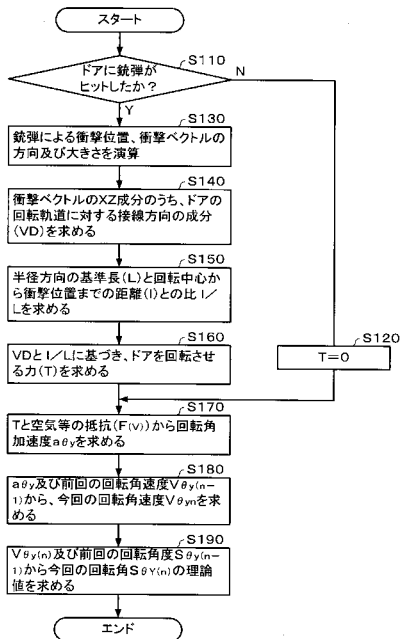 スタート
S110
ドアに銃弾が
ヒットしたか？
N
Y
S130
銃弾による衝撃位置、衝撃ベクトルの
方向及び大きさを演算
S140
衝撃ベクトルのXZ成分のうち、ドアの
回転軌道に対する接線方向の成分
(VD)を求める
S150
半径方向の基準長(L)と回転中心か
ら衝撃位置までの距離(l)との比 l/
Lを求める
S160
VDと l/Lに基づき、ドアを回転させ
る力(T)を求める
S120
T=0
S170
Tと空気等の抵抗(F(V))から回転角
加速度aθyを求める
S180
aθy及び前回の回転角速度Vθy(n-
1)から、今回の回転角速度Vθynを求
める
S190
Vθy(n)及び前回の回転角度Sθy(n-
1)から今回の回転角SθY(n)の理論
値を求める
エンド